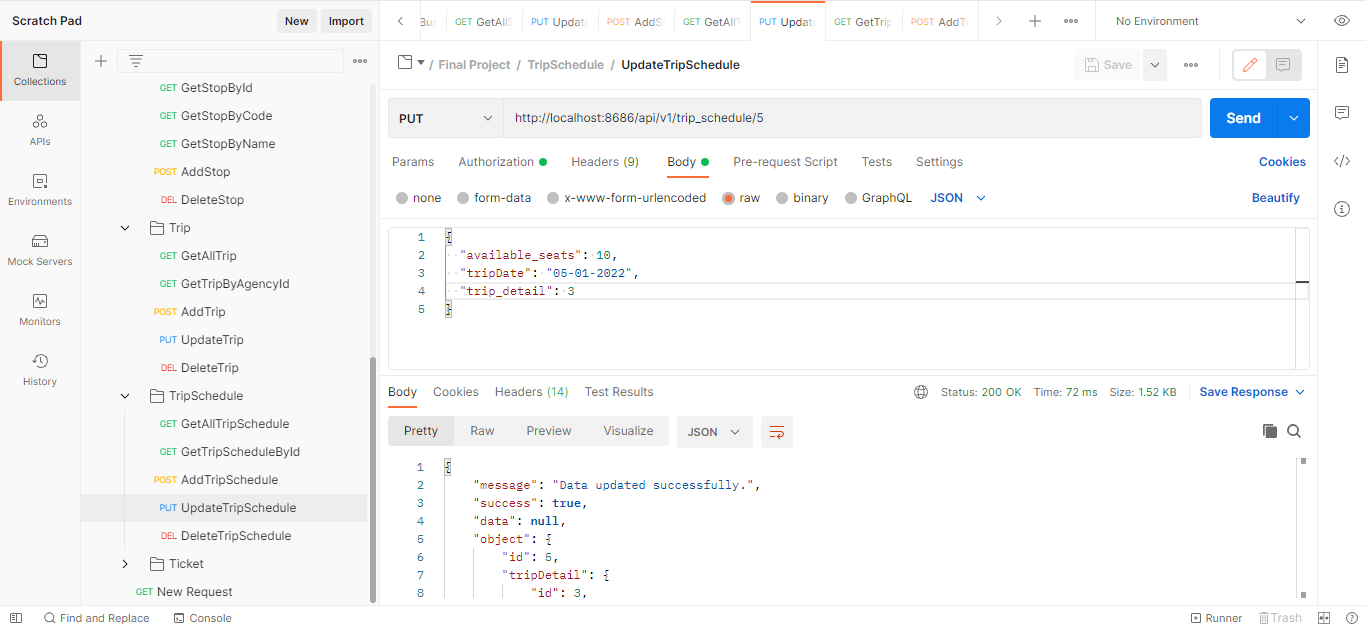 Scratch Pad
New
Import
Collections
APIs
Environments
Mock Servers
Monitors
History
GET GetStopById
GET GetStopByCode
GET GetStopByName
POST AddStop
DEL DeleteStop
Trip
GET GetAllTrip
GET GetTripByAgencyId
POST AddTrip
PUT UpdateTrip
DEL DeleteTrip
TripSchedule
GET GetAllTripSchedule
GET GetTripScheduleById
POST AddTripSchedule
PUT UpdateTripSchedule
DEL DeleteTripSchedule
Ticket
GET New Request
Bus
GET GetAllS
PUT Update
POST AddS
GET GetAllT
PUT Update
GET GetTrip
POST AddT
No Environment
/ Final Project / TripSchedule / UpdateTripSchedule
Save
PUT
http://localhost:8686/api/v1/trip_schedule/5
Send
Params Authorization Headers (9) Body Pre-request Script Tests Settings
Cookies
none form-data x-www-form-urlencoded raw binary GraphQL JSON
Beautify
1 {
2 "available_seats": 10,
3 "tripDate": "05-01-2022",
4 "trip_detail": 3
5 }
Body Cookies Headers (14) Test Results
Status: 200 OK Time: 72 ms Size: 1.52 KB
Save Response
Pretty Raw Preview Visualize JSON
1 {
2 "message": "Data updated successfully.",
3 "success": true,
4 "data": null,
5 "object": {
6 "id": 5,
7 "tripDetail": {
8 "id": 3,
Find and Replace
Console
Runner
Trash